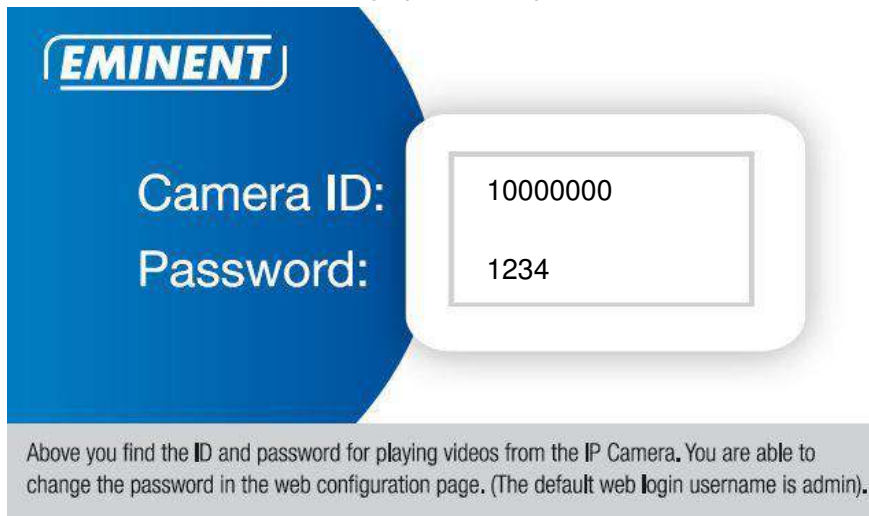 EMINENT
Camera ID: 10000000
Password: 1234
Above you find the ID and password for playing videos from the IP Camera. You are able to
change the password in the web configuration page. (The default web login username is admin).